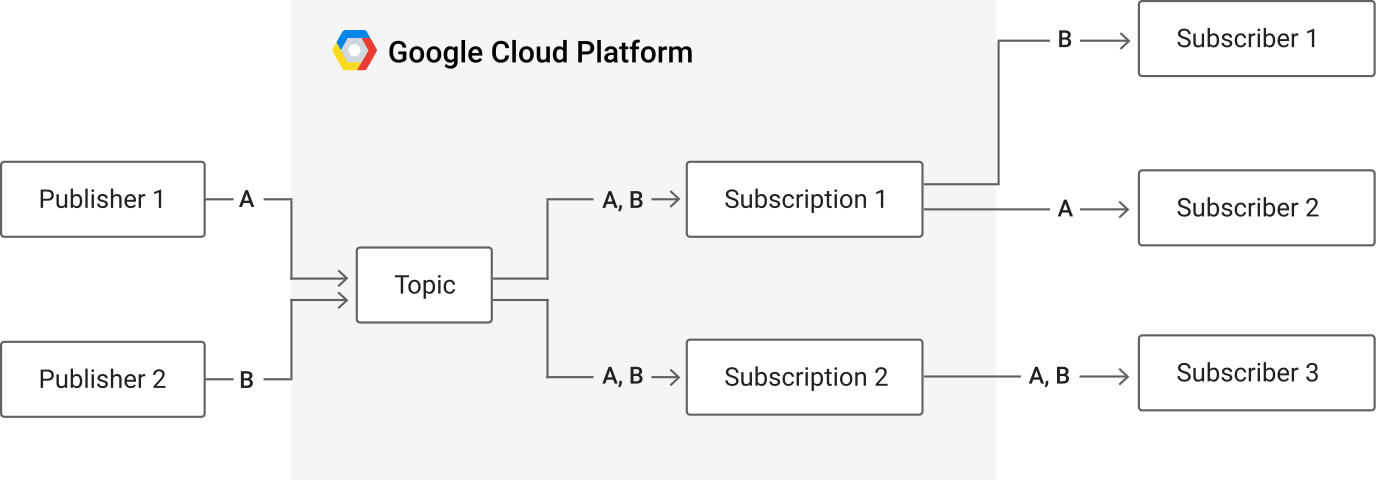 Google Cloud Platform
B
Subscriber 1
Publisher 1
A
A, B
Subscription 1
A
Subscriber 2
Topic
Publisher 2
B
A, B
Subscription 2
A, B
Subscriber 3